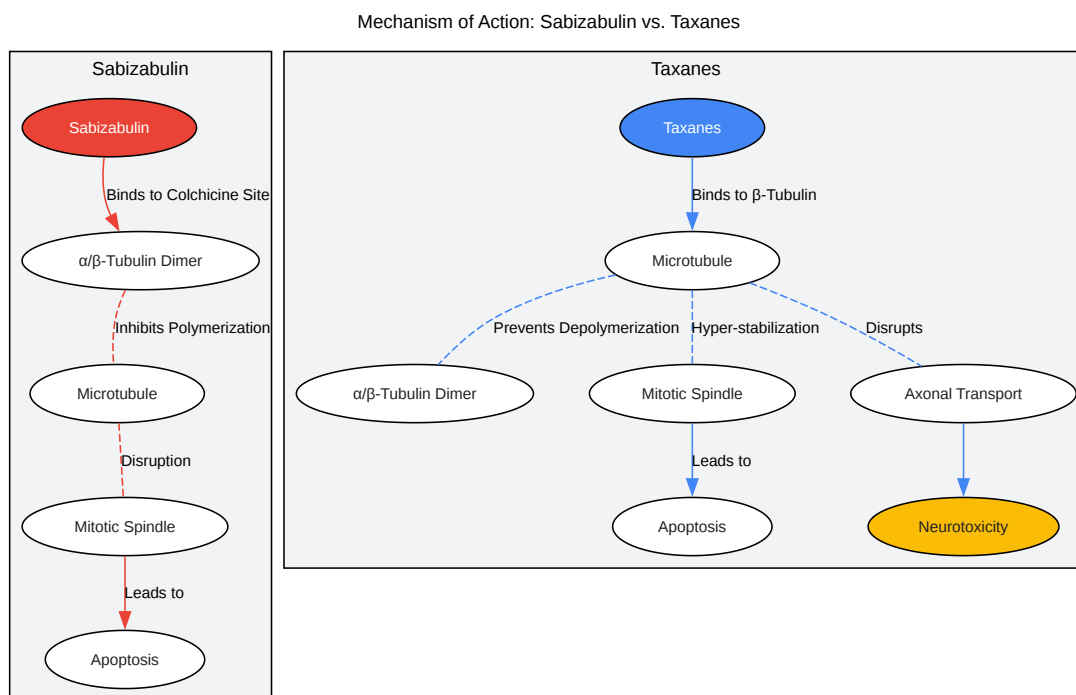 Mechanism of Action: Sabizabulin vs. Taxanes
Sabizabulin
Sabizabulin
Binds to Colchicine Site
α/β-Tubulin Dimer
Inhibits Polymerization
Microtubule
Disruption
Mitotic Spindle
Leads to
Apoptosis
Taxanes
Taxanes
Binds to β-Tubulin
Microtubule
Prevents Depolymerization
Hyper-stabilization
Disrupts
α/β-Tubulin Dimer
Mitotic Spindle
Axonal Transport
Leads to
Apoptosis
Neurotoxicity